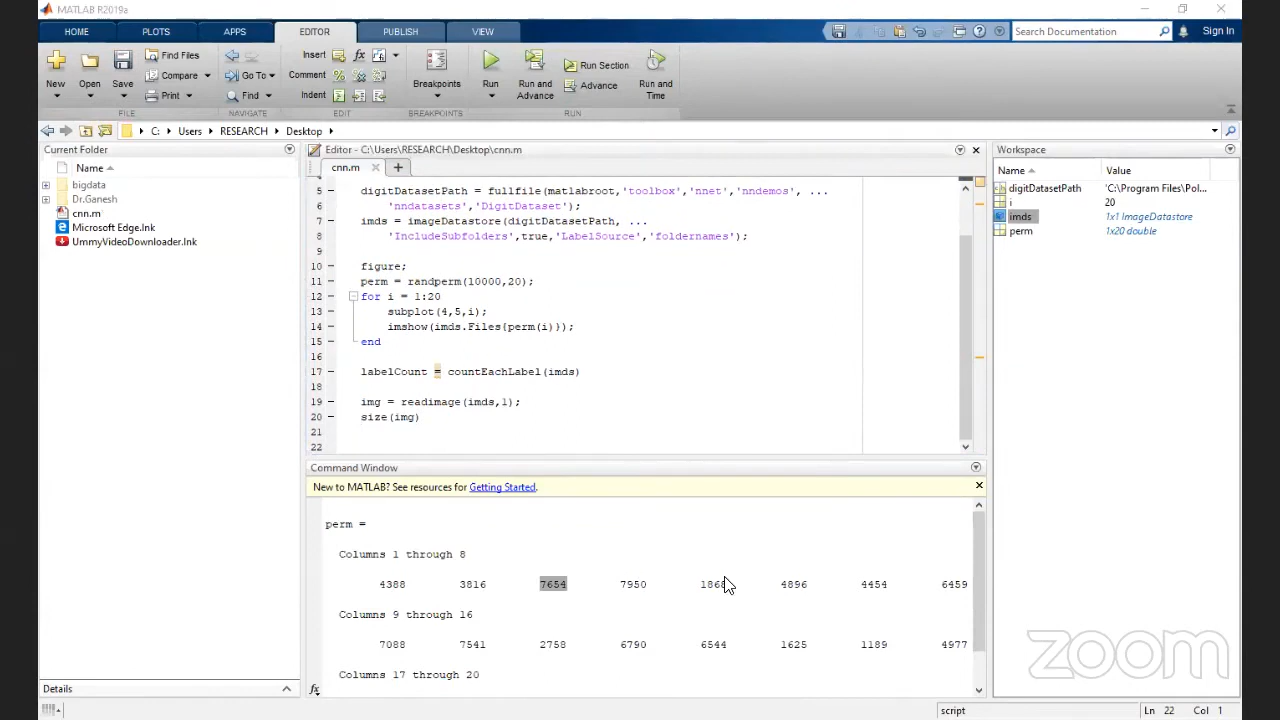 MATLAB R2019a
HOME
PLOTS
APPS
EDITOR
PUBLISH
VIEW
Search Documentation
Sign In
New
Open
Save
Find Files
Compare
Print
Go To
Find
Insert
Comment
Indent
Breakpoints
Run
Run and Advance
Run Section
Advance
Run and Time
FILE
NAVIGATE
EDIT
BREAKPOINTS
RUN
C: Users RESEARCH Desktop
Current Folder
Name
bigdata
Dr.Ganesh
cnn.m
Microsoft Edge.lnk
UmmyVideoDownloader.lnk
Details
Editor - C:\Users\RESEARCH\Desktop\cnn.m
cnn.m
5 digitDatasetPath = fullfile(matlabroot,'toolbox','nnet','nndemos', ...
6 'nndatasets','DigitDataset');
7 imds = imageDatastore(digitDatasetPath, ...
8 'IncludeSubfolders',true,'LabelSource','foldernames');
9
10 figure;
11 perm = randperm(10000,20);
12 for i = 1:20
13 subplot(4,5,i);
14 imshow(imds.Files{perm(i)});
15 end
16
17 labelCount = countEachLabel(imds)
18
19 img = readimage(imds,1);
20 size(img)
21
22
Command Window
New to MATLAB? See resources for Getting Started.
perm =
Columns 1 through 8
4388 3816 7654 7950 1868 4896 4454 6459
Columns 9 through 16
7088 7541 2758 6790 6544 1625 1189 4977
Columns 17 through 20
fx
Workspace
Name Value
digitDatasetPath 'C:\Program Files\Pol...
i 20
imds 1x1 ImageDatastore
perm 1x20 double
zoom
script
Ln 22 Col 1